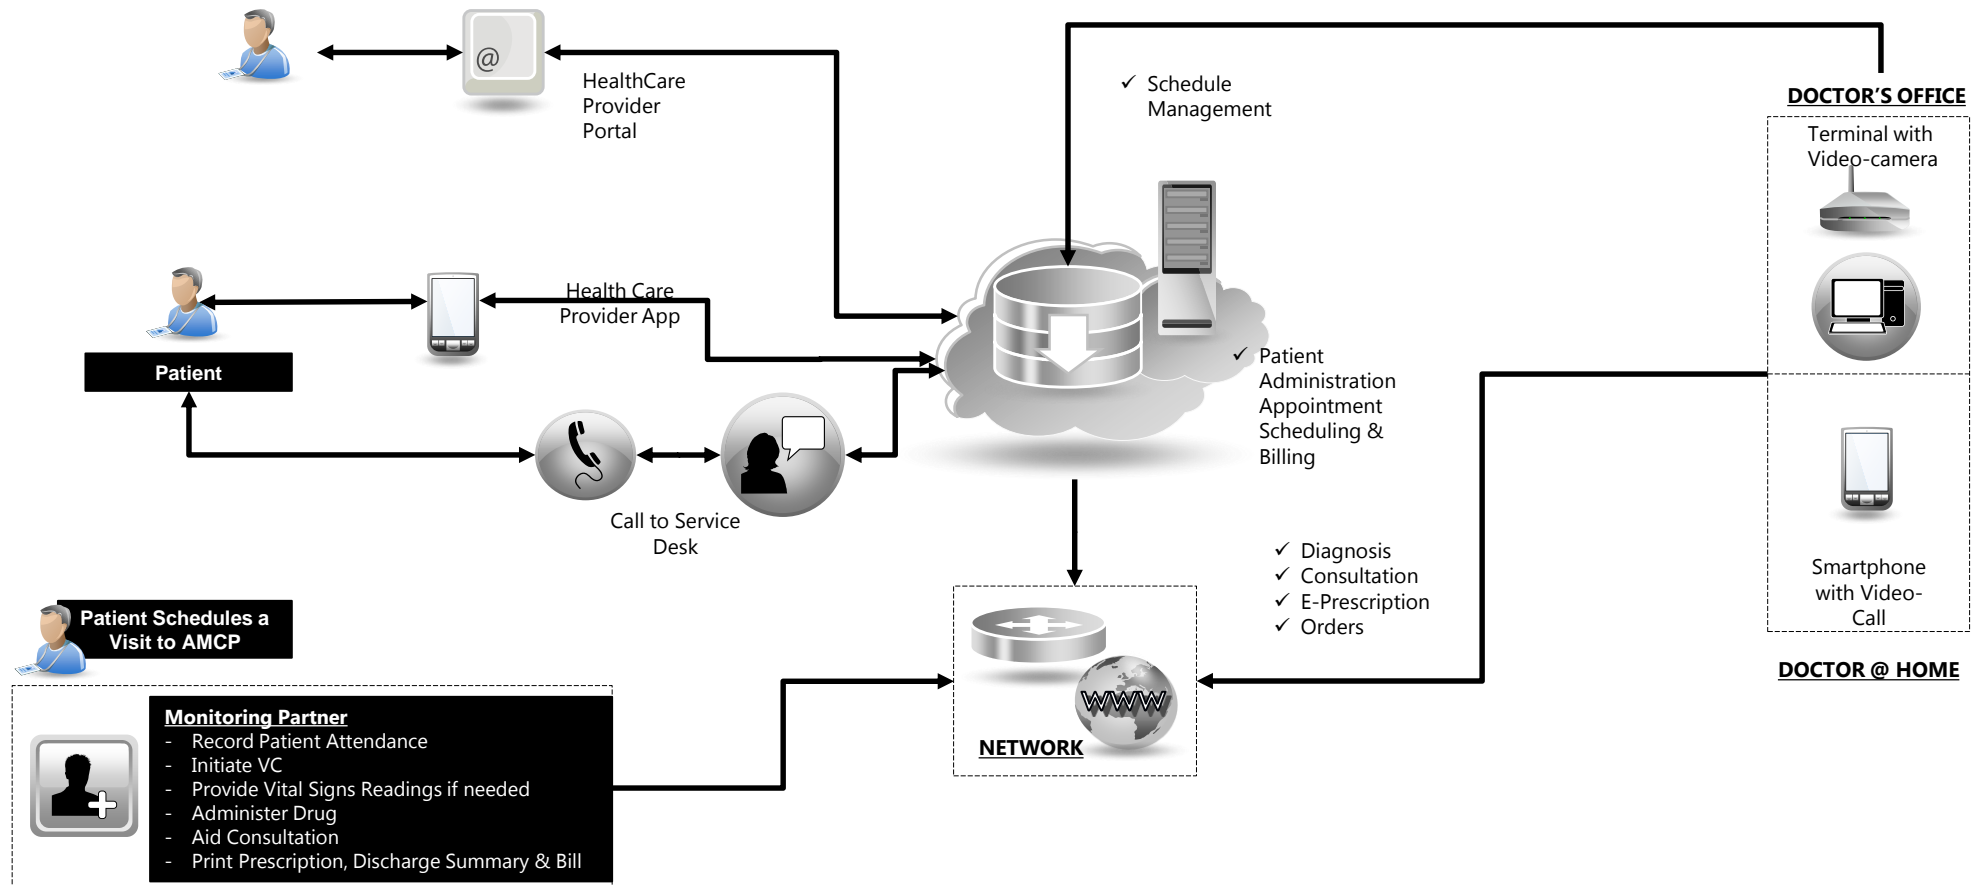 @
HealthCare
Provider
Portal
✓ Schedule
Management
DOCTOR'S OFFICE
Terminal with
Video-camera
Health Care
Provider App
Patient
✓ Patient
Administration
Appointment
Scheduling &
Billing
Call to Service
Desk
✓ Diagnosis
✓ Consultation
✓ E-Prescription
✓ Orders
Smartphone
with Video-
Call
DOCTOR @ HOME
Patient Schedules a
Visit to AMCP
WWW
NETWORK
Monitoring Partner
- Record Patient Attendance
- Initiate VC
- Provide Vital Signs Readings if needed
- Administer Drug
- Aid Consultation
- Print Prescription, Discharge Summary & Bill